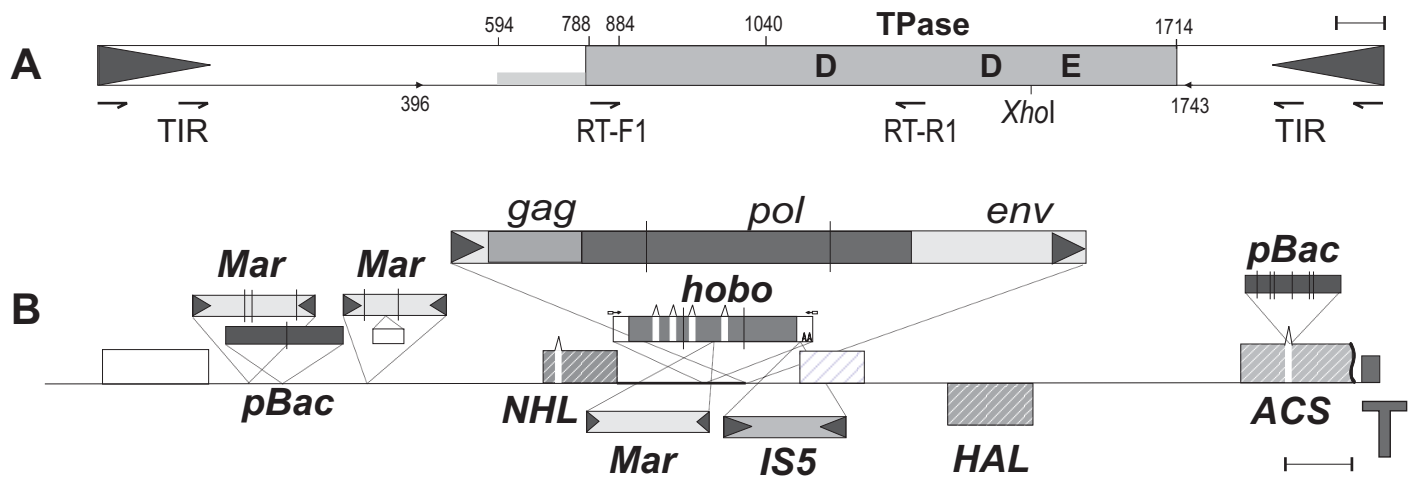 594 788 884 1040 TPase 1714
A D D E
396 XhoI 1743
TIR RT-F1 RT-R1 TIR
gag pol env
Mar Mar pBac
hobo
B
pBac NHL ACS
Mar IS5 HAL T